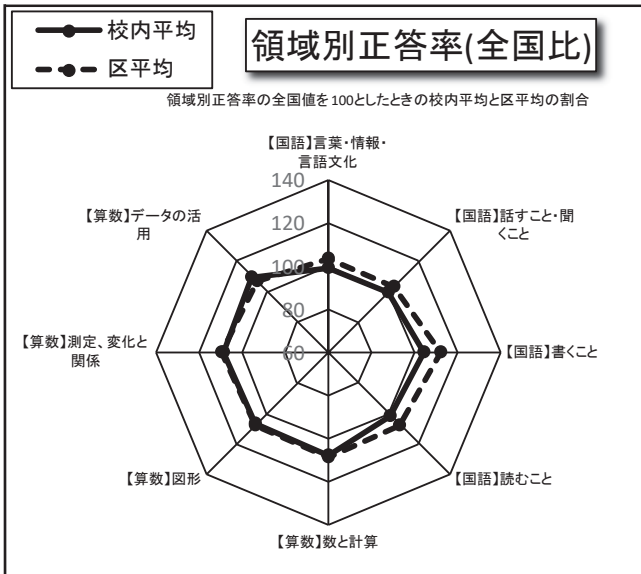 校内平均
区平均
領域別正答率(全国比)
領域別正答率の全国値を100としたときの校内平均と区平均の割合
【国語】言葉・情報・
言語文化
【国語】話すこと・聞
くこと
【国語】書くこと
【国語】読むこと
【算数】数と計算
【算数】図形
【算数】測定、変化と
関係
【算数】データの活
用
140
120
100
80
60